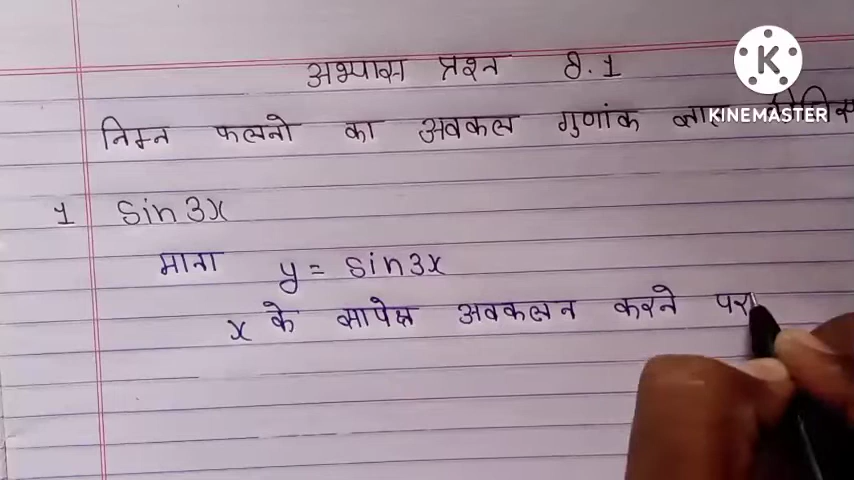 अभ्यास प्रश्न 8.1
निम्न फलनो का अवकल गुणांक
KINEMASTER
1 Sin3x
माना y = Sin3x
x के सापेक्ष अवकलन करने पर